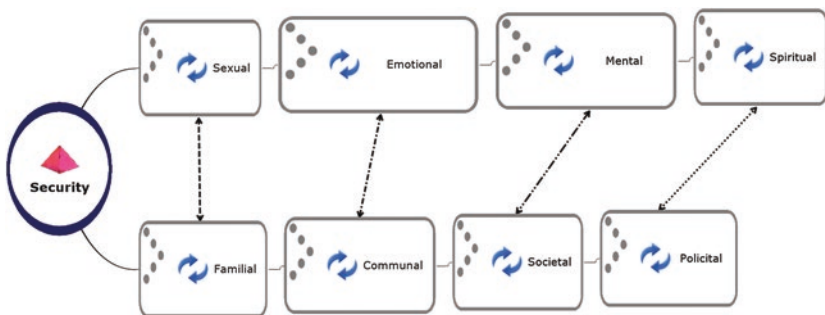 Sexual
Emotional
Mental
Spiritual
Security
Familial
Communal
Societal
Policital